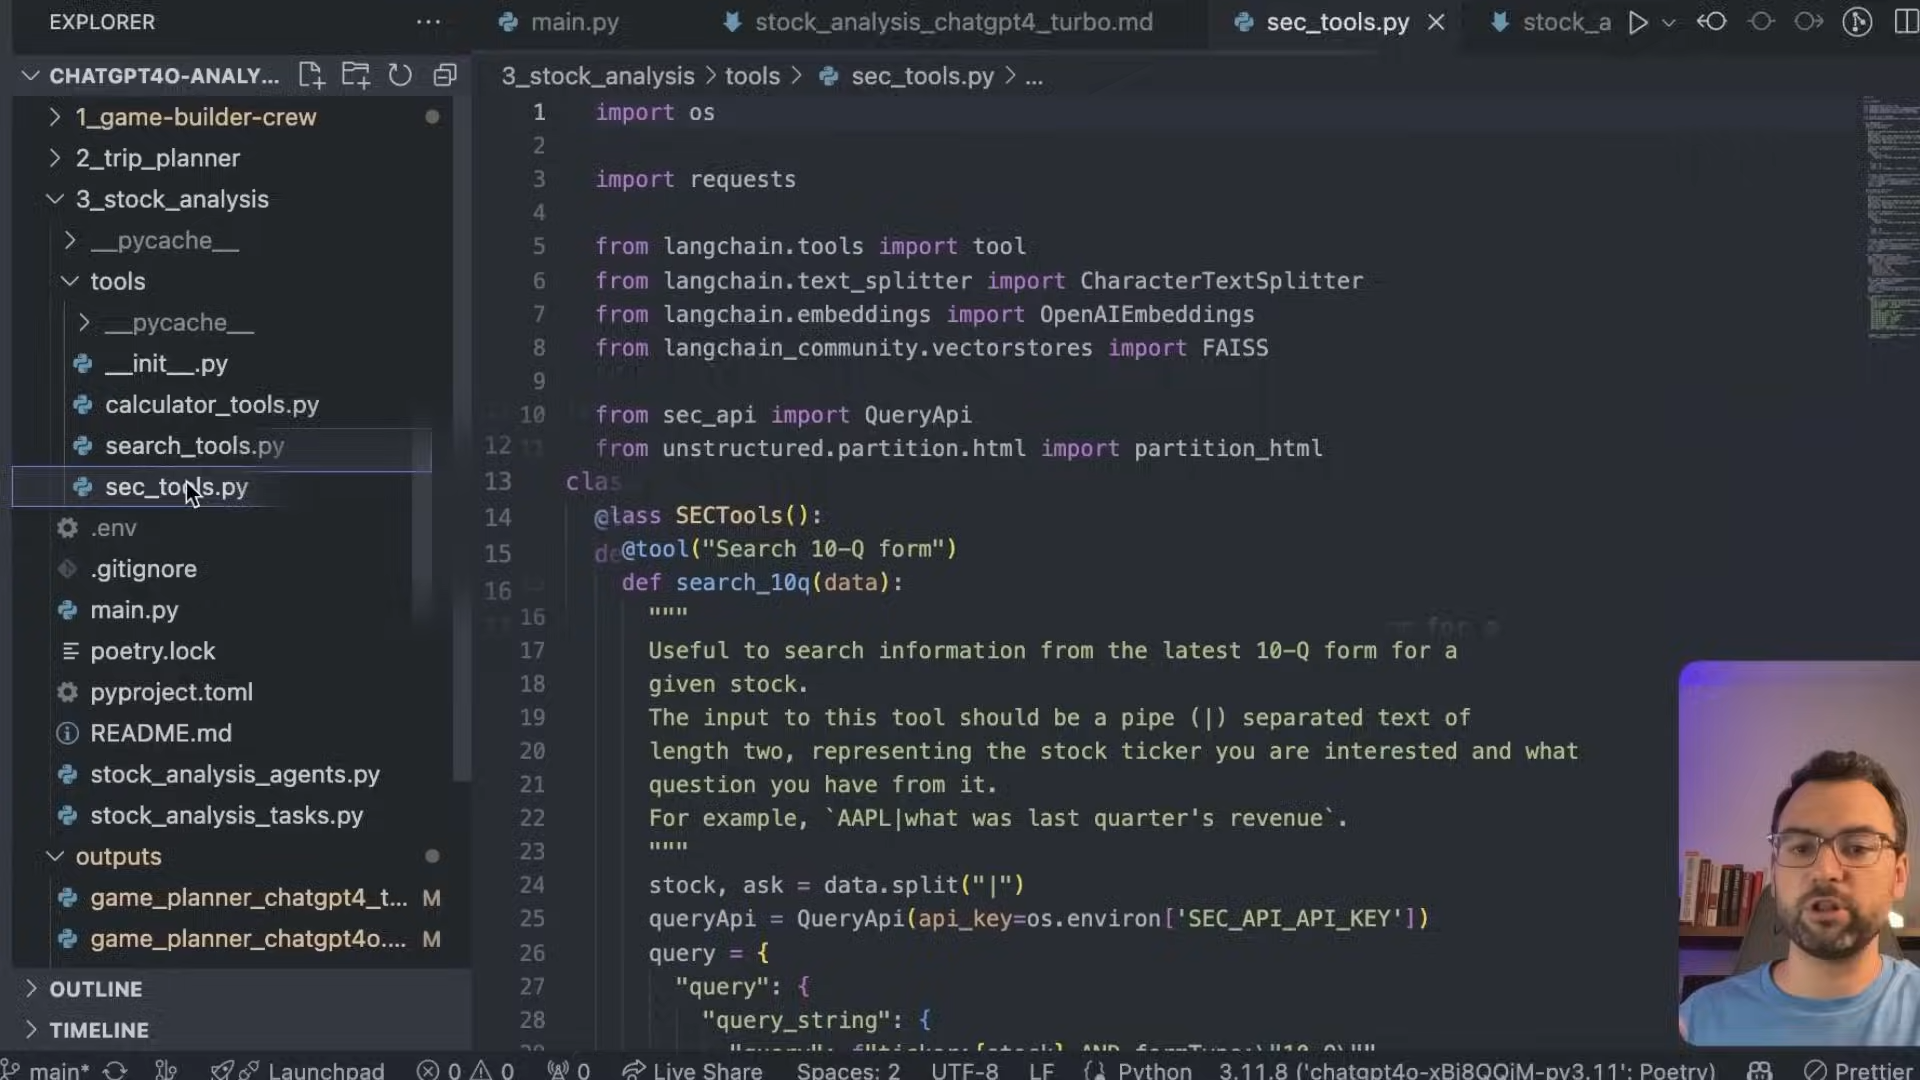 EXPLORER
CHATGPT4O-ANALY...
1_game-builder-crew
2_trip_planner
3_stock_analysis
__pycache__
tools
__pycache__
__init__.py
calculator_tools.py
search_tools.py
sec_tools.py
.env
.gitignore
main.py
poetry.lock
pyproject.toml
README.md
stock_analysis_agents.py
stock_analysis_tasks.py
outputs
game_planner_chatgpt4_t... M
game_planner_chatgpt4o.... M
OUTLINE
TIMELINE
main.py stock_analysis_chatgpt4_turbo.md sec_tools.py stock_a
3_stock_analysis > tools > sec_tools.py > ...
1 import os
2
3 import requests
4
5 from langchain.tools import tool
6 from langchain.text_splitter import CharacterTextSplitter
7 from langchain.embeddings import OpenAIEmbeddings
8 from langchain_community.vectorstores import FAISS
9
10 from sec_api import QueryApi
12 from unstructured.partition.html import partition_html
13 clas
14 @lass SECTools():
15 de@tool("Search 10-Q form")
16 def search_10q(data):
16 """
17 Useful to search information from the latest 10-Q form for a
18 given stock.
19 The input to this tool should be a pipe (|) separated text of
20 length two, representing the stock ticker you are interested and what
21 question you have from it.
22 For example, `AAPL|what was last quarter's revenue`.
23 """
24 stock, ask = data.split("|")
25 queryApi = QueryApi(api_key=os.environ['SEC_API_API_KEY'])
26 query = {
27 "query": {
28 "query_string": {
main* Launchpad 0 0 0 Live Share Spaces: 2 UTF-8 LF Python 3.11.8 ('chatgpt4o-xBj8QQiM-py3.11': Poetry) Prettier